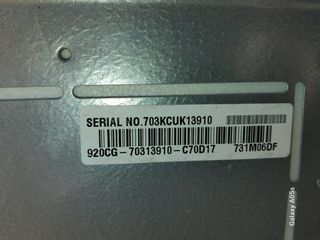 SERIAL NO.703KCUK13910
920CG-70313910-C70D17 731M06DF
Galaxy A05s